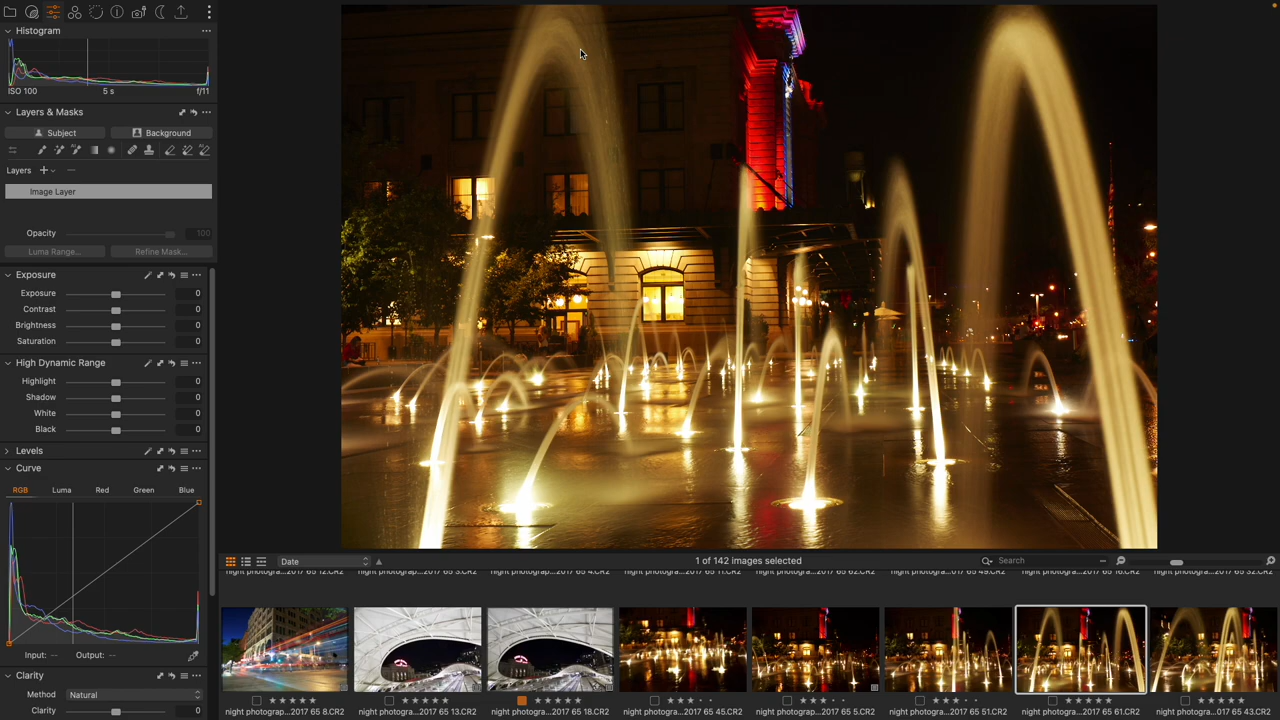 Histogram
ISO 100 5 s f/11
Layers & Masks
Subject Background
Layers
Image Layer
Opacity 100
Luma Range... Refine Mask...
Exposure
Exposure 0
Contrast 0
Brightness 0
Saturation 0
High Dynamic Range
Highlight 0
Shadow 0
White 0
Black 0
Levels
Curve
RGB Luma Red Green Blue
Input: -- Output: --
Clarity
Method Natural
Clarity 0
Date 1 of 142 images selected Search
night photograp...2017 65 8.CR2 night photograp...2017 65 13.CR2 night photograp...2017 65 18.CR2 night photograp...2017 65 45.CR2 night photograp...2017 65 5.CR2 night photograp...2017 65 51.CR2 night photograp...2017 65 61.CR2 night photograp...2017 65 43.CR2